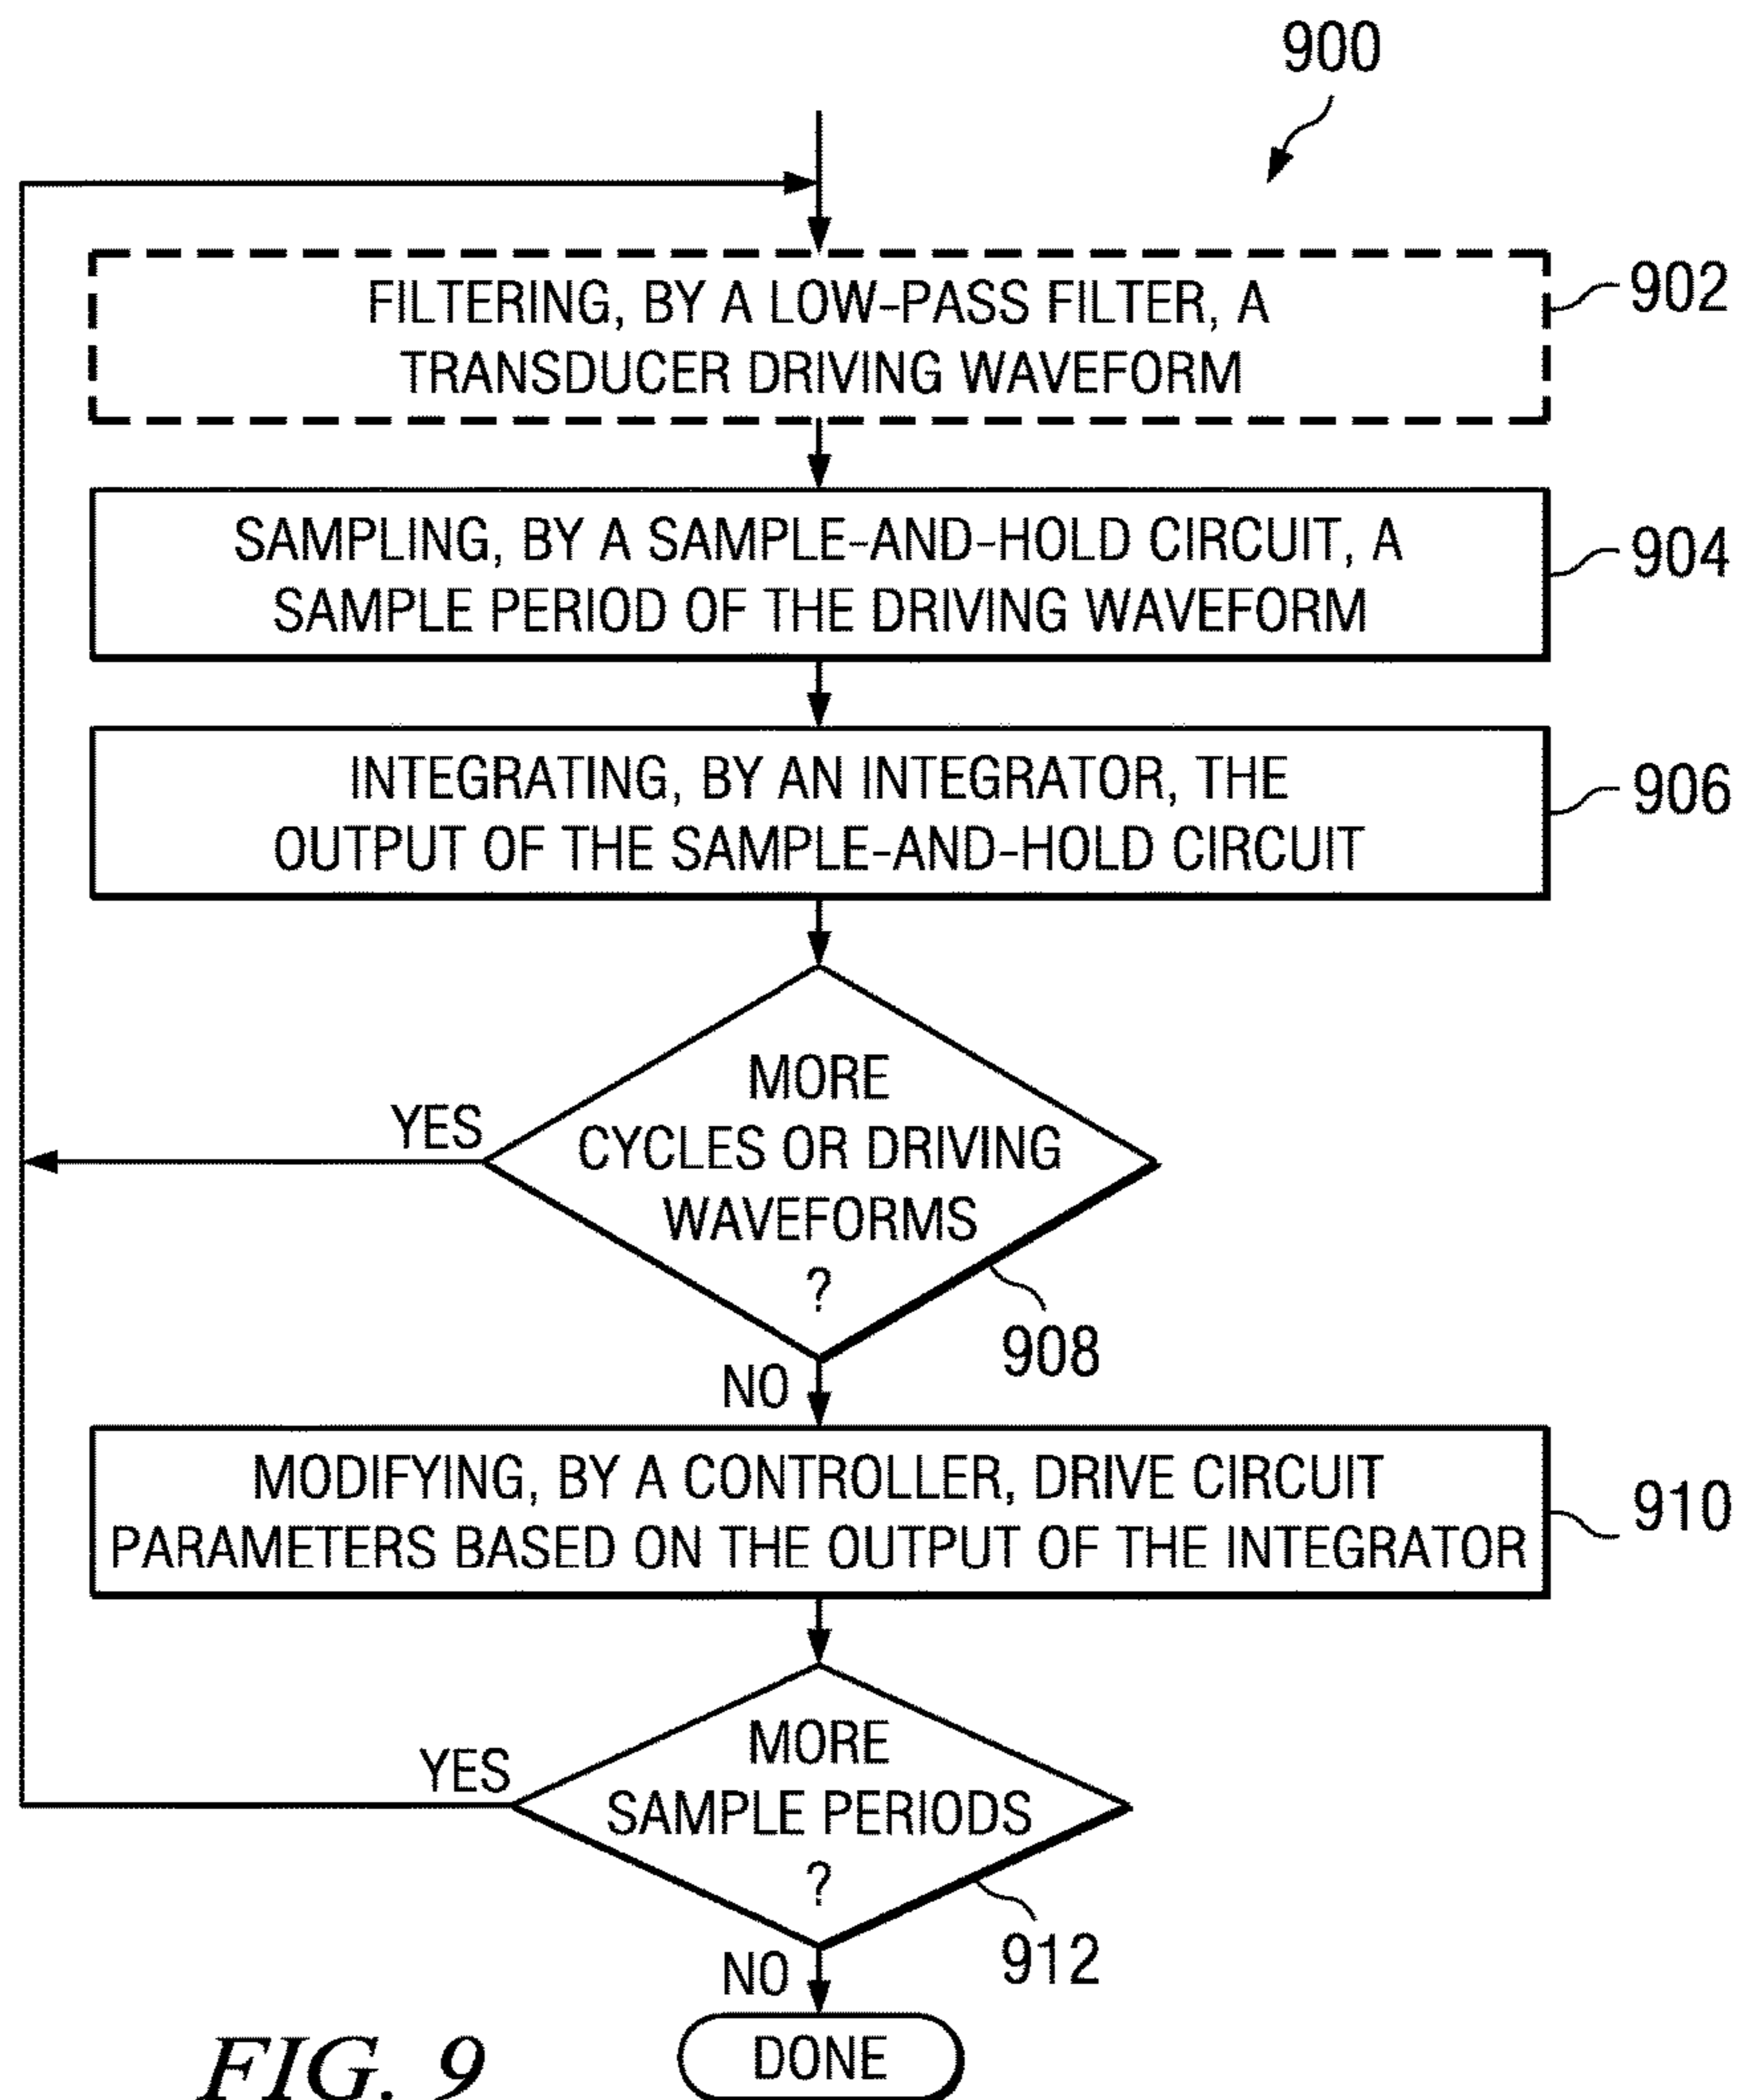 900
FILTERING, BY A LOW-PASS FILTER, A
TRANSDUCER DRIVING WAVEFORM
902
SAMPLING, BY A SAMPLE-AND-HOLD CIRCUIT, A
SAMPLE PERIOD OF THE DRIVING WAVEFORM
904
INTEGRATING, BY AN INTEGRATOR, THE
OUTPUT OF THE SAMPLE-AND-HOLD CIRCUIT
906
MORE
CYCLES OR DRIVING
WAVEFORMS
?
YES
908
NO
MODIFYING, BY A CONTROLLER, DRIVE CIRCUIT
PARAMETERS BASED ON THE OUTPUT OF THE INTEGRATOR
910
MORE
SAMPLE PERIODS
?
YES
912
NO
DONE
FIG. 9